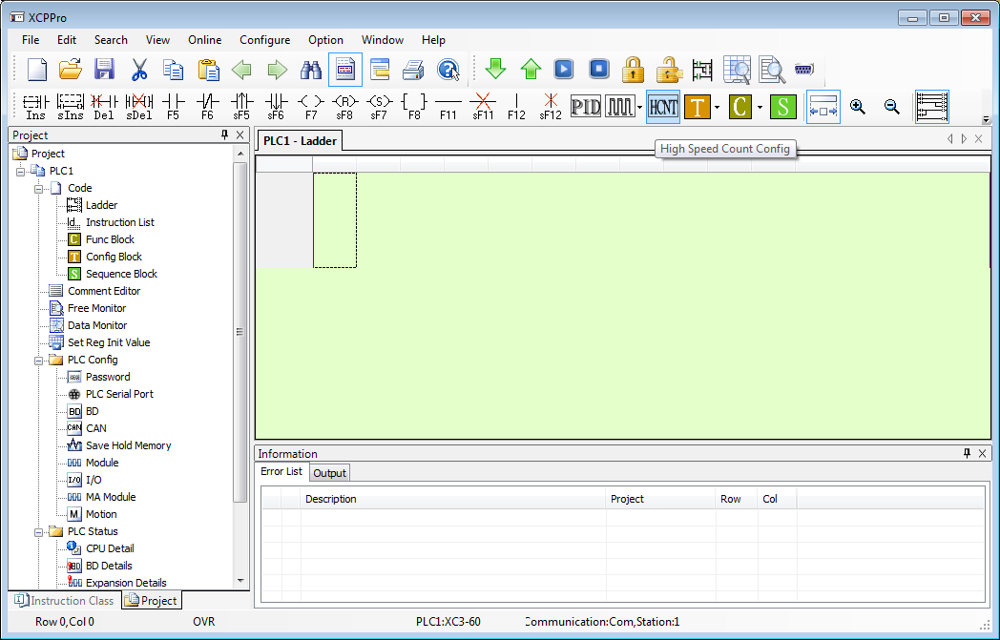 XCPPro
File Edit Search View Online Configure Option Window Help
Ins sIns Del sDel F5 F6 sF5 sF6 F7 sF8 sF7 F8 F11 sF11 F12 sF12 PID HCNT T C S
Project
PLC1 - Ladder
High Speed Count Config
Project
PLC1
Code
Ladder
Instruction List
C Func Block
T Config Block
S Sequence Block
Comment Editor
Free Monitor
Data Monitor
Set Reg Init Value
PLC Config
Password
PLC Serial Port
BD BD
CAN CAN
Save Hold Memory
Module
I/O I/O
MA Module
M Motion
PLC Status
CPU Detail
BD BD Details
Expansion Details
Instruction Class Project
Information
Error List Output
Description Project Row Col
Row 0,Col 0 OVR PLC1:XC3-60 Communication:Com,Station:1